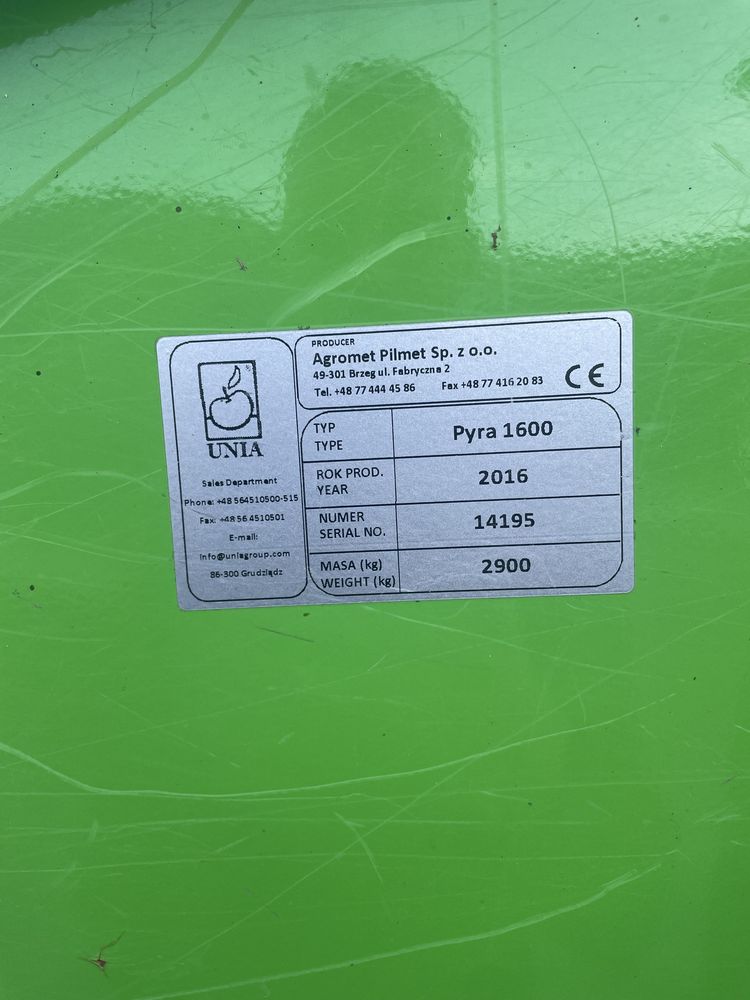 UNIA
Sales Department
Phone: +48 564510500-515
Fax: +48 56 4510501
E-mail:
info@uniagroup.com
86-300 Grudziądz
PRODUCER
Agromet Pilmet Sp. z o.o.
49-301 Brzeg ul. Fabryczna 2
Tel. +48 77 444 45 86 Fax +48 77 416 20 83
CE
TYP
TYPE
Pyra 1600
ROK PROD.
YEAR
2016
NUMER
SERIAL NO.
14195
MASA (kg)
WEIGHT (kg)
2900